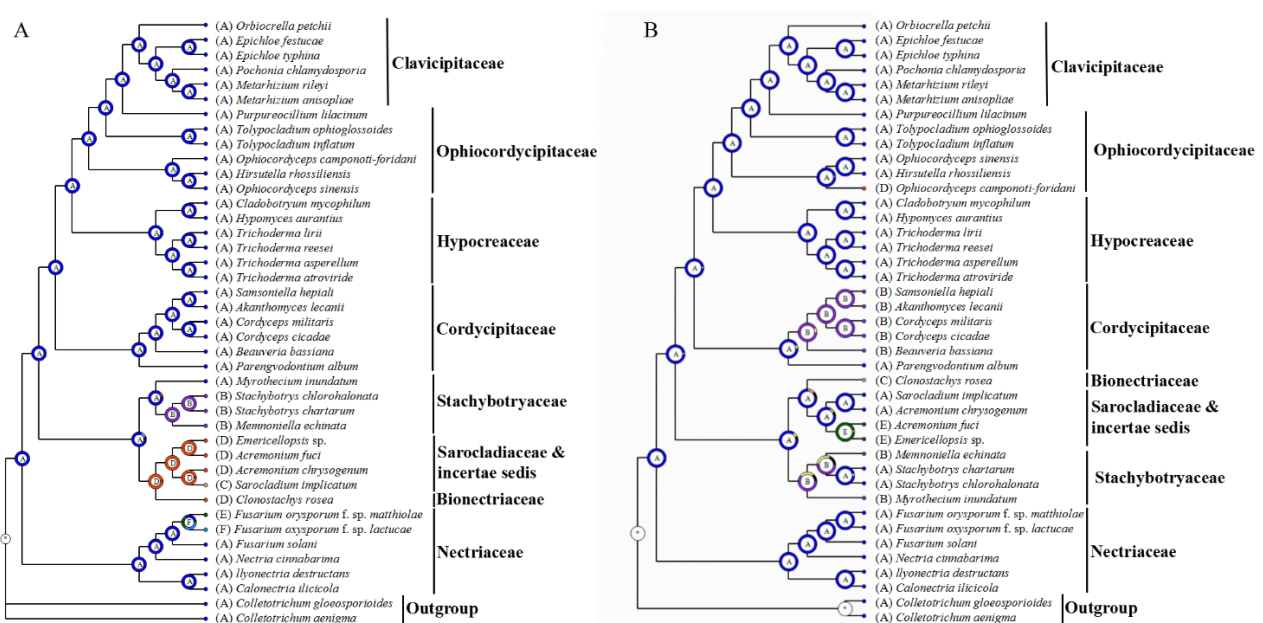 A
(A) Orbiocrella petchii
(A) Epichloe festucae
(A) Epichloe typhina
(A) Pochonia chlamydosporia
(A) Metarhizium rileyi
(A) Metarhizium anisopliae
Clavicipitaceae
(A) Purpureocillium lilacinum
(A) Tolypocladium ophioglossoides
(A) Tolypocladium inflatum
(A) Ophiocordyceps camponoti-foridani
(A) Hirsutella rhossiliensis
(A) Ophiocordyceps sinensis
Ophiocordycipitaceae
(A) Cladobotryum mycophilum
(A) Hypomyces aurantius
(A) Trichoderma lirii
(A) Trichoderma reesei
(A) Trichoderma asperellum
(A) Trichoderma atroviride
Hypocreaceae
(A) Samsoniella hepiali
(A) Akanthomyces lecanii
(A) Cordyceps militaris
(A) Cordyceps cicadae
(A) Beauveria bassiana
(A) Parengyodontium album
Cordycipitaceae
(A) Myrothecium inundatum
(B) Stachybotrys chlorohalonata
(B) Stachybotrys chartarum
(B) Memnoniella echinata
Stachybotryaceae
(D) Emericellopsis sp.
(D) Acremonium fuci
(D) Acremonium chrysogenum
(C) Sarocladium implicatum
Sarocladiaceae &
incertae sedis
(D) Clonostachys rosea
Bionectriaceae
(E) Fusarium orysporum f. sp. matthiolae
(F) Fusarium oxysporum f. sp. lactucae
(A) Fusarium solani
(A) Nectria cinnabarima
(A) llyonectria destructans
(A) Calonectria ilicicola
Nectriaceae
(A) Colletotrichum gloeosporioides
(A) Colletotrichum aenigma
Outgroup
B
(A) Orbiocrella petchii
(A) Epichloe festucae
(A) Epichloe typhina
(A) Pochonia chlamydosporia
(A) Metarhizium rileyi
(A) Metarhizium anisopliae
Clavicipitaceae
(A) Purpureocillium lilacinum
(A) Tolypocladium ophioglossoides
(A) Tolypocladium inflatum
(A) Ophiocordyceps sinensis
(A) Hirsutella rhossiliensis
(D) Ophiocordyceps camponoti-foridani
Ophiocordycipitaceae
(A) Cladobotryum mycophilum
(A) Hypomyces aurantius
(A) Trichoderma lirii
(A) Trichoderma reesei
(A) Trichoderma asperellum
(A) Trichoderma atroviride
Hypocreaceae
(B) Samsoniella hepiali
(B) Akanthomyces lecanii
(B) Cordyceps militaris
(B) Cordyceps cicadae
(B) Beauveria bassiana
(A) Parengyodontium album
Cordycipitaceae
(C) Clonostachys rosea
Bionectriaceae
(A) Sarocladium implicatum
(A) Acremonium chrysogenum
(E) Acremonium fuci
(E) Emericellopsis sp.
Sarocladiaceae &
incertae sedis
(B) Memnoniella echinata
(A) Stachybotrys chartarum
(A) Stachybotrys chlorohalonata
(B) Myrothecium inundatum
Stachybotryaceae
(A) Fusarium orysporum f. sp. matthiolae
(A) Fusarium oxysporum f. sp. lactucae
(A) Fusarium solani
(A) Nectria cinnabarima
(A) llyonectria destructans
(A) Calonectria ilicicola
Nectriaceae
(A) Colletotrichum gloeosporioides
(A) Colletotrichum aenigma
Outgroup